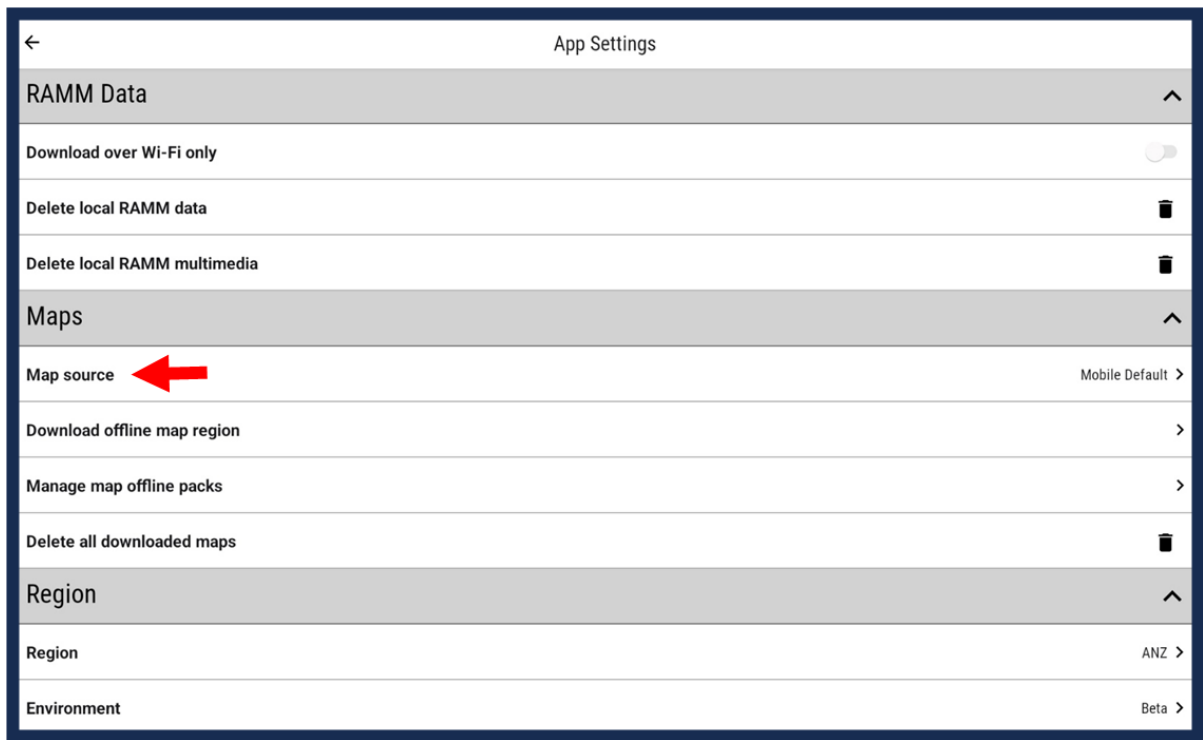 App Settings
RAMM Data
Download over Wi-Fi only
Delete local RAMM data
Delete local RAMM multimedia
Maps
Map source Mobile Default
Download offline map region
Manage map offline packs
Delete all downloaded maps
Region
Region ANZ
Environment Beta